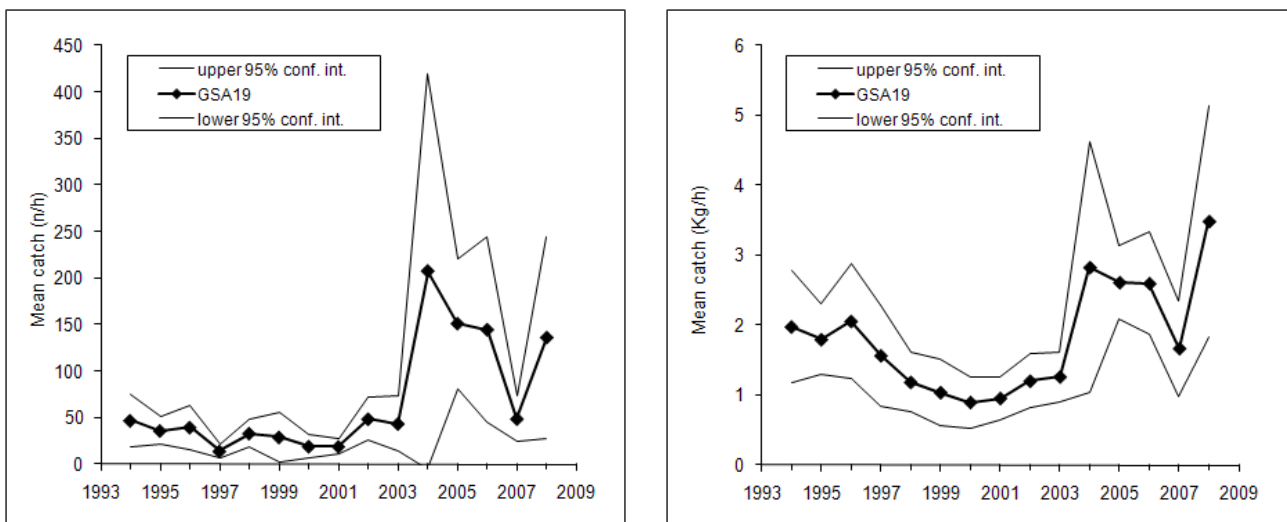 Mean catch (n/h)
450
400
350
300
250
200
150
100
50
0
upper 95% conf. int.
GSA19
lower 95% conf. int.
1993 1995 1997 1999 2001 2003 2005 2007 2009
Mean catch (Kg/h)
6
5
4
3
2
1
0
upper 95% conf. int.
GSA19
lower 95% conf. int.
1993 1995 1997 1999 2001 2003 2005 2007 2009